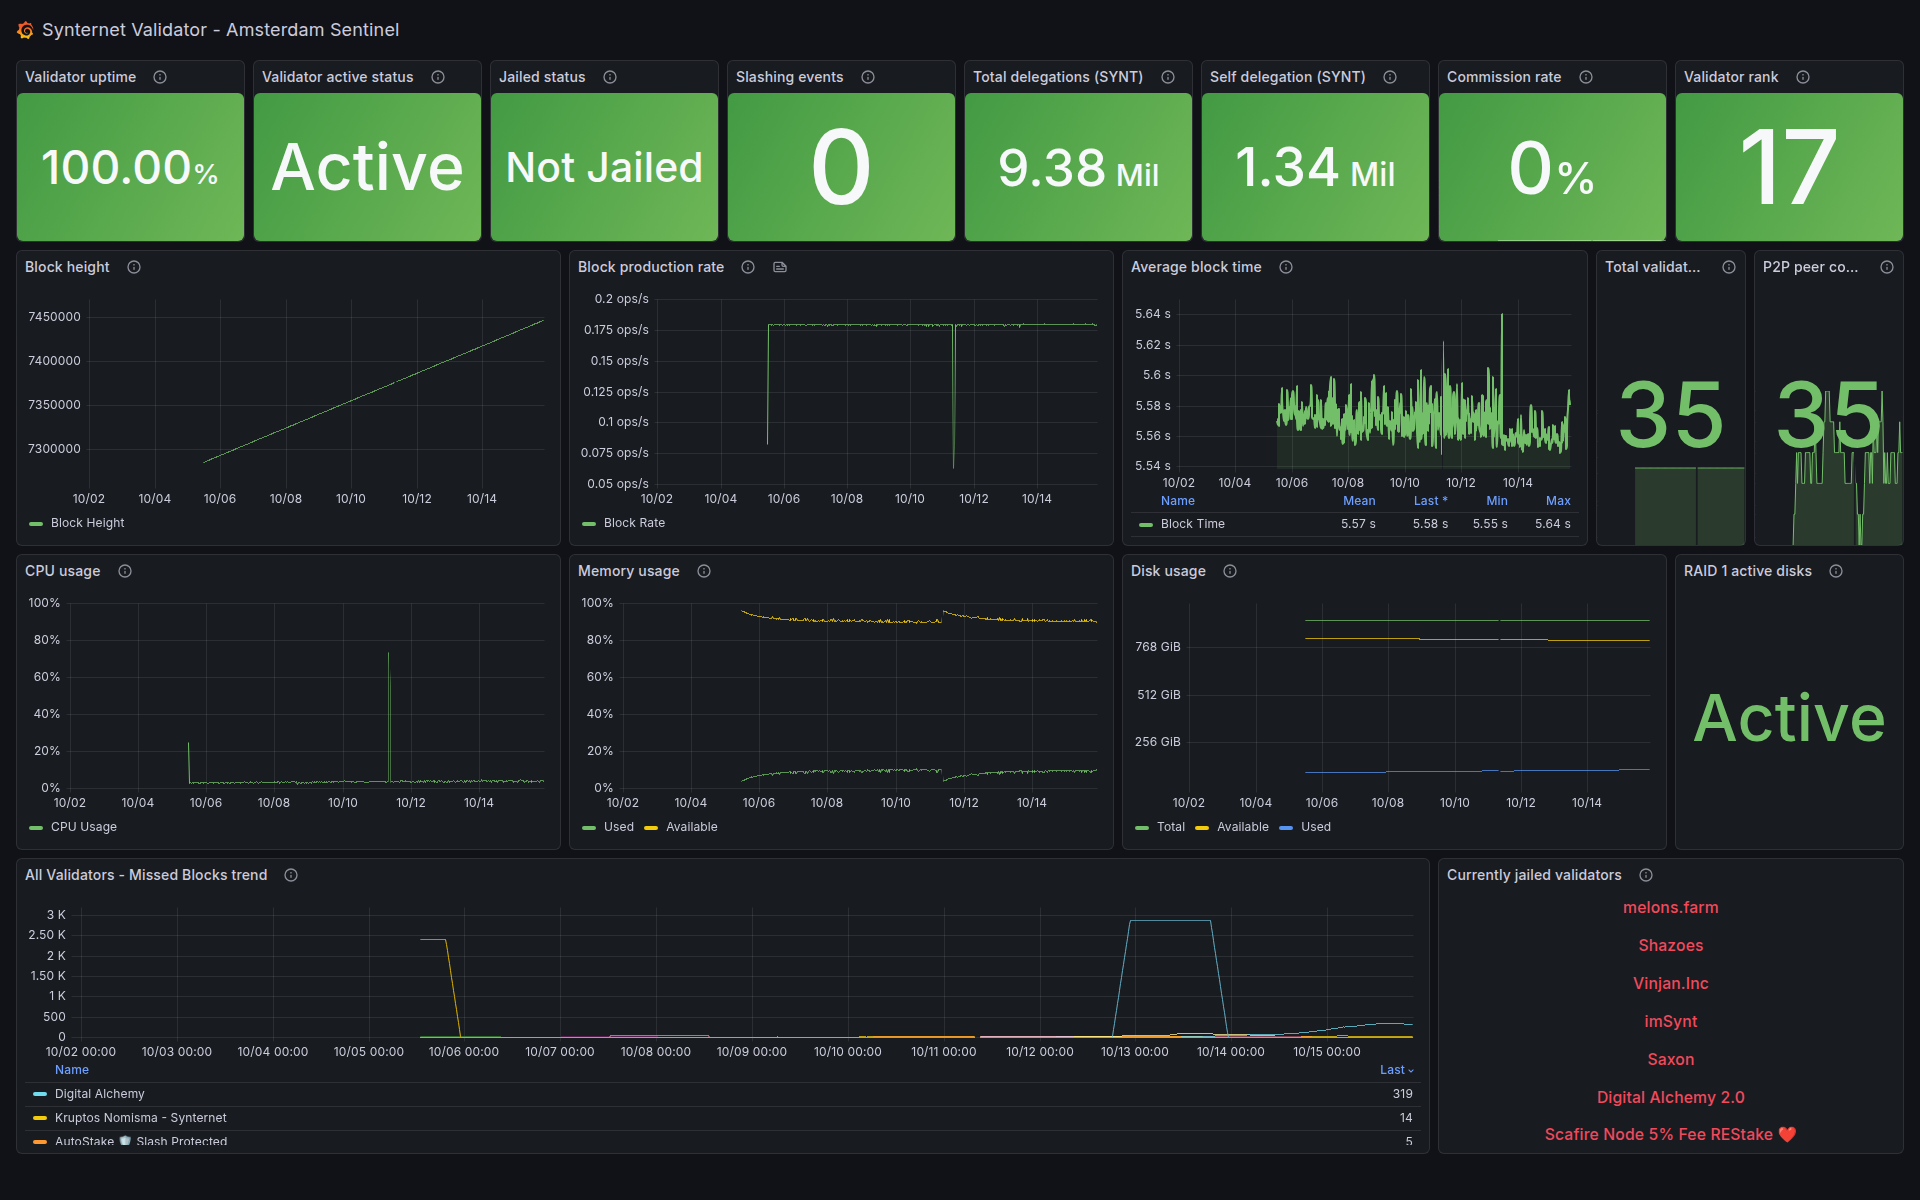 Synternet Validator - Amsterdam Sentinel
Validator uptime
100.00%
Validator active status
Active
Jailed status
Not Jailed
Slashing events
0
Total delegations (SYNT)
9.38 Mil
Self delegation (SYNT)
1.34 Mil
Commission rate
0%
Validator rank
17
Block height
7450000
7400000
7350000
7300000
10/02 10/04 10/06 10/08 10/10 10/12 10/14
Block Height
Block production rate
0.2 ops/s
0.175 ops/s
0.15 ops/s
0.125 ops/s
0.1 ops/s
0.075 ops/s
0.05 ops/s
10/02 10/04 10/06 10/08 10/10 10/12 10/14
Block Rate
Average block time
5.64 s
5.62 s
5.6 s
5.58 s
5.56 s
5.54 s
10/02 10/04 10/06 10/08 10/10 10/12 10/14
Name Mean Last * Min Max
Block Time 5.57 s 5.58 s 5.55 s 5.64 s
Total validat...
35
P2P peer co...
35
CPU usage
100%
80%
60%
40%
20%
0%
10/02 10/04 10/06 10/08 10/10 10/12 10/14
CPU Usage
Memory usage
100%
80%
60%
40%
20%
0%
10/02 10/04 10/06 10/08 10/10 10/12 10/14
Used Available
Disk usage
768 GiB
512 GiB
256 GiB
10/02 10/04 10/06 10/08 10/10 10/12 10/14
Total Available Used
RAID 1 active disks
Active
All Validators - Missed Blocks trend
3 K
2.50 K
2 K
1.50 K
1 K
500
0
10/02 00:00 10/03 00:00 10/04 00:00 10/05 00:00 10/06 00:00 10/07 00:00 10/08 00:00 10/09 00:00 10/10 00:00 10/11 00:00 10/12 00:00 10/13 00:00 10/14 00:00 10/15 00:00
Name Last
Digital Alchemy 319
Kruptos Nomisma - Synternet 14
AutoStake 🛡️ Slash Protected 5
Currently jailed validators
melons.farm
Shazoes
Vinjan.Inc
imSynt
Saxon
Digital Alchemy 2.0
Scafire Node 5% Fee REStake ❤️